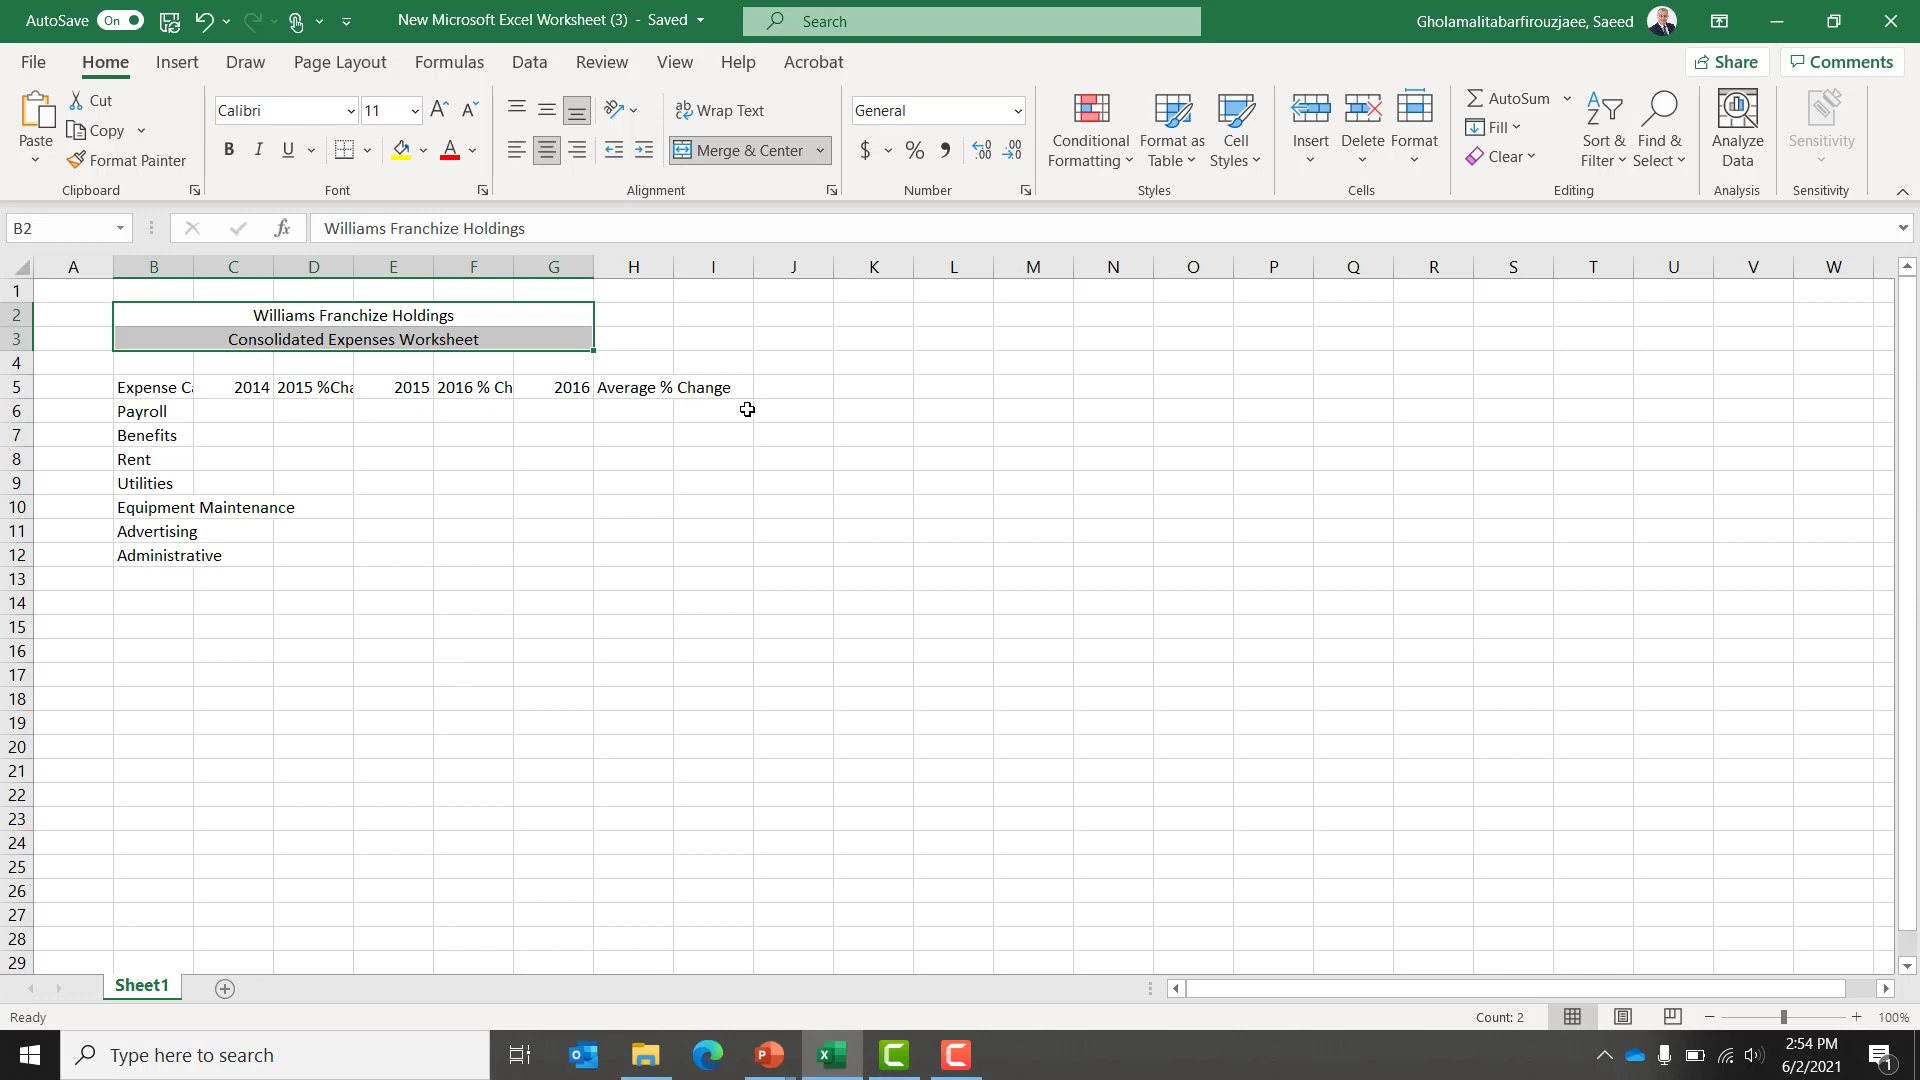 AutoSave On New Microsoft Excel Worksheet (3) - Saved Search Gholamalitabarfirouzjaee, Saeed
File Home Insert Draw Page Layout Formulas Data Review View Help Acrobat Share Comments
Paste
Cut
Copy
Format Painter
Clipboard
Calibri 11
B I U A
Font
Wrap Text
Merge & Center
Alignment
General
$ % 9 .00 .00
Number
Conditional Formatting
Format as Table
Cell Styles
Styles
Insert Delete Format
Cells
AutoSum
Fill
Clear
Sort & Filter
Find & Select
Editing
Analyze Data
Analysis
Sensitivity
Sensitivity
B2 fx Williams Franchize Holdings
A B C D E F G H I J K L M N O P Q R S T U V W
1
2 Williams Franchize Holdings
3 Consolidated Expenses Worksheet
4
5 Expense Ca 2014 2015 %Cha 2015 2016 % Ch 2016 Average % Change
6 Payroll
7 Benefits
8 Rent
9 Utilities
10 Equipment Maintenance
11 Advertising
12 Administrative
13
14
15
16
17
18
19
20
21
22
23
24
25
26
27
28
29
Sheet1
Ready Count: 2 100%
Type here to search
2:54 PM
6/2/2021
1